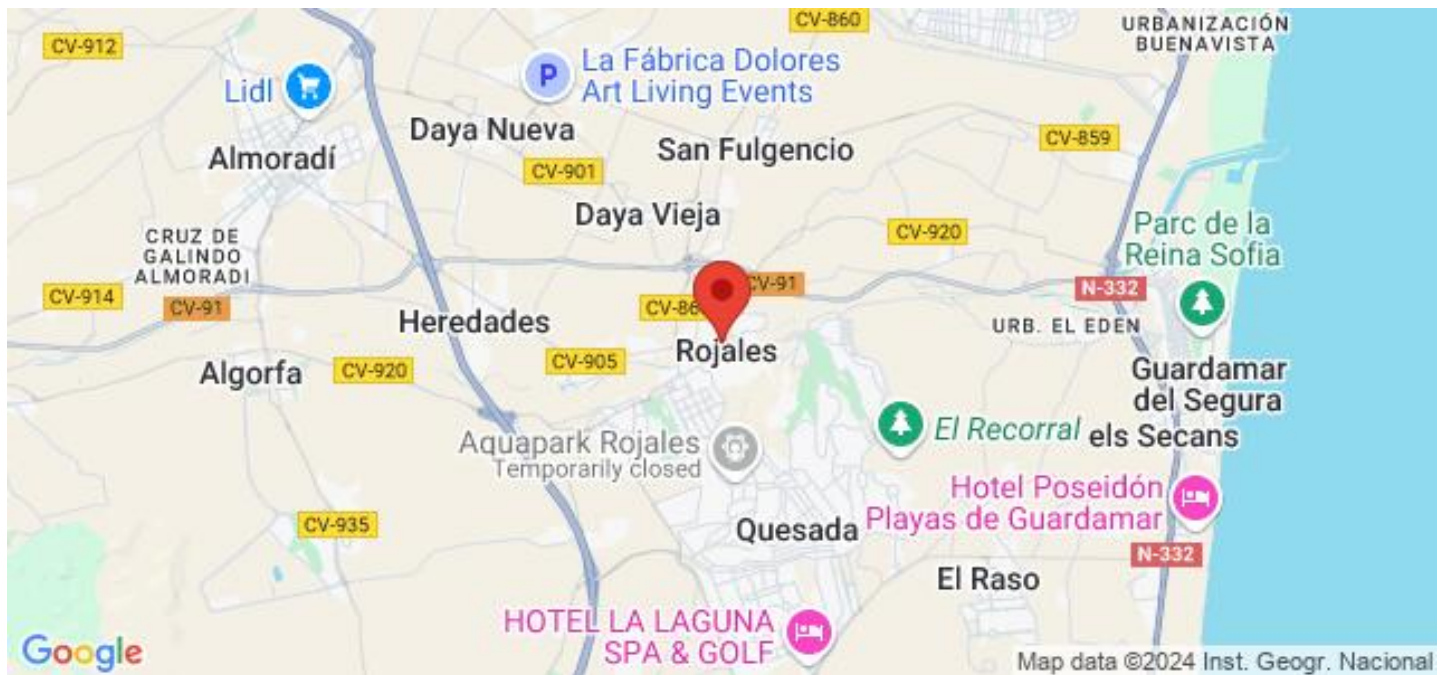 CV-860
URBANIZACIÓN
BUENAVISTA
CV-912
La Fábrica Dolores
Art Living Events
P
Lidl
Daya Nueva
CV-859
San Fulgencio
Almoradí
CV-901
Daya Vieja
Parc de la
Reina Sofia
CV-920
CRUZ DE
GALINDO
ALMORADI
CV-91
N-332
CV-914
CV-91
CV-86
Heredades
URB. EL EDEN
Rojales
CV-905
Algorfa
CV-920
Guardamar
del Segura
El Recorral
els Secans
Aquapark Rojales
Temporarily closed
Hotel Poseidón
Playas de Guardamar
CV-935
Quesada
N-332
El Raso
HOTEL LA LAGUNA
SPA & GOLF
Google
Map data ©2024 Inst. Geogr. Nacional